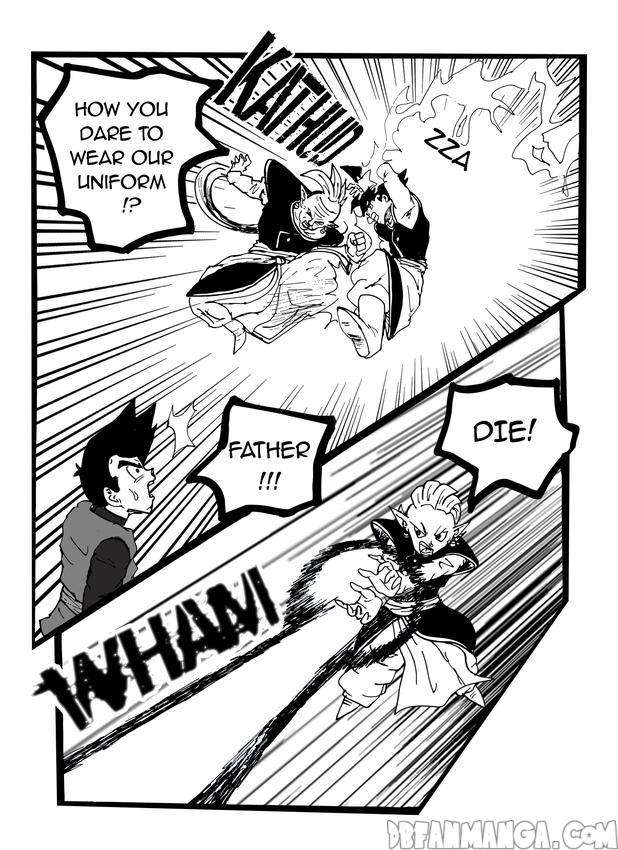 HOW YOU
DARE TO
WEAR OUR
UNIFORM
!?
KATHUD
ZZA
FATHER
!!!
DIE!
WHAM
DBFANMANGA.COM